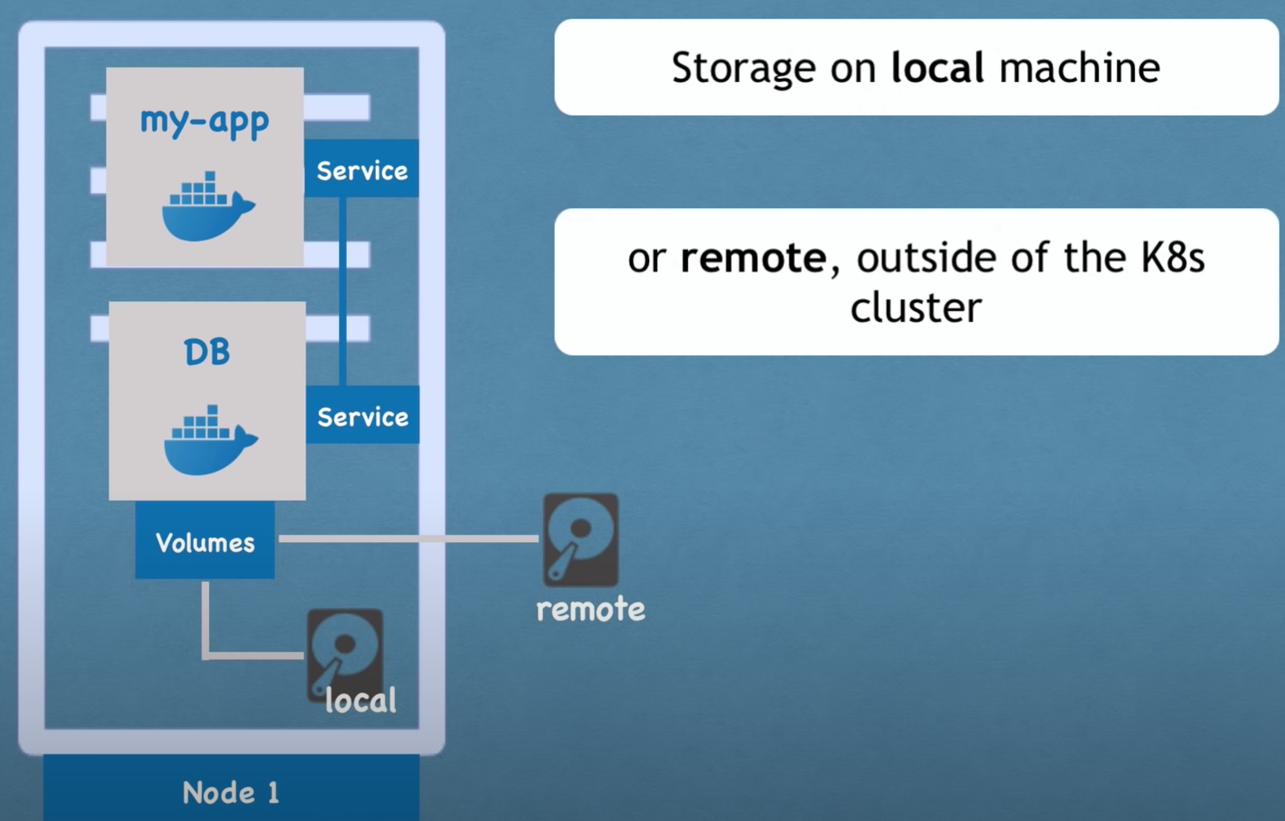 my-app
Service
DB
Service
Volumes
remote
local
Node 1
Storage on local machine
or remote, outside of the K8s
cluster